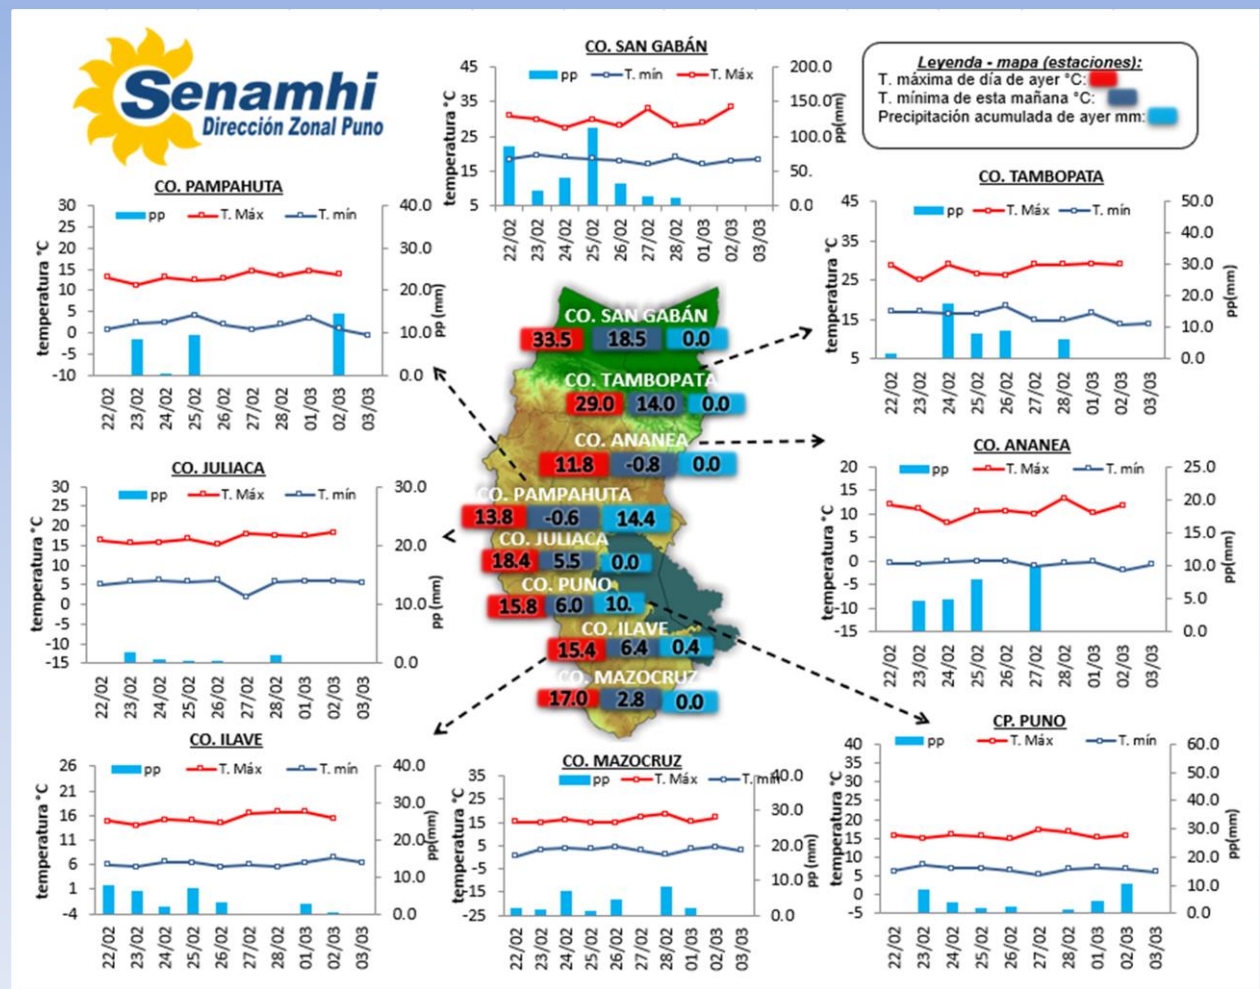 Senamhi
Dirección Zonal Puno
Leyenda - mapa (estaciones):
T. máxima de día de ayer °C:
T. mínima de esta mañana °C:
Precipitación acumulada de ayer mm:
CO. SAN GABÁN
pp T. mín T. Máx
temperatura °C
45
35
25
15
5
200.0
150.0
100.0
50.
0.0
pp(mm)
22/02 23/02 24/02 25/02 26/02 27/02 28/02 01/03 02/03 03/03
CO. PAMPAHUTA
pp T. Máx T. mín
temperatura °C
30
25
20
15
10
5
0
-5
-10
40.0
30.0
20.0
10.0
0.0
pp (mm)
22/02 23/02 24/02 25/02 26/02 27/02 28/02 01/03 02/03 03/03
CO. TAMBOPATA
pp T. Máx T. mín
temperatura °C
45
35
25
15
5
50.0
40.0
30.0
20.0
10.0
0.0
pp(mm)
22/02 23/02 24/02 25/02 26/02 27/02 28/02 01/03 02/03 03/03
CO. SAN GABÁN
33.5 18.5 0.0
CO. TAMBOPATA
29.0 14.0 0.0
CO. ANANEA
11.8 -0.8 0.0
CO. PAMPAHUTA
13.8 -0.6 14.4
CO. JULIACA
18.4 5.5 0.0
CO. PUNO
15.8 6.0 10.
CO. ILAVE
15.4 6.4 0.4
CO. MAZOCRUZ
17.0 2.8 0.0
CO. JULIACA
pp T. Máx T. mín
temperatura °C
30
25
20
15
10
5
0
-5
-10
-15
30.0
20.0
10.0
0.0
pp (mm)
22/02 23/02 24/02 25/02 26/02 27/02 28/02 01/03 02/03 03/03
CO. ANANEA
pp T. Máx T. mín
temperatura °C
20
15
10
5
0
-5
-10
-15
25.0
20.0
15.0
10.0
5.0
0.0
pp(mm)
22/02 23/02 24/02 25/02 26/02 27/02 28/02 01/03 02/03 03/03
CO. ILAVE
pp T. Máx T. mín
temperatura °C
26
21
16
11
6
1
-4
40.0
30.0
20.0
10.0
0.0
pp(mm)
22/02 23/02 24/02 25/02 26/02 27/02 28/02 01/03 02/03 03/03
CO. MAZOCRUZ
pp T. Máx T. mín
temperatura °C
35
25
15
5
-5
-15
-25
40.0
30.0
20.0
10.0
0.0
pp (mm)
22/02 23/02 24/02 25/02 26/02 27/02 28/02 01/03 02/03 03/03
CP. PUNO
pp T. Máx T. mín
temperatura °C
40
35
30
25
20
15
10
5
0
-5
60.0
50.0
40.0
30.0
20.0
10.0
0.0
pp(mm)
22/02 23/02 24/02 25/02 26/02 27/02 28/02 01/03 02/03 03/03